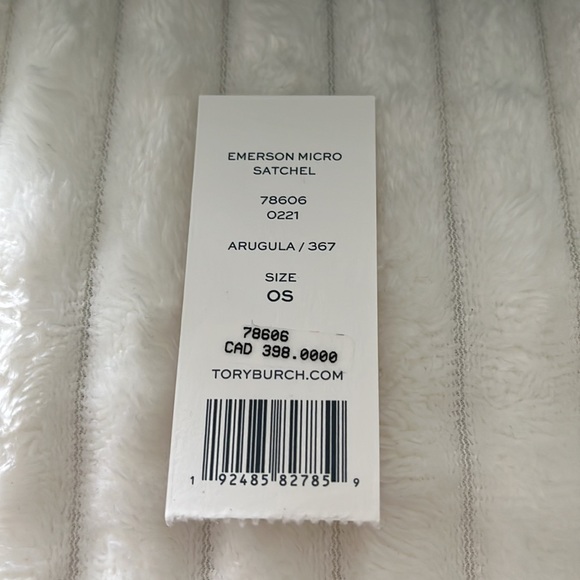 EMERSON MICRO
SATCHEL
78606
0221
ARUGULA / 367
SIZE
OS
78606
CAD 398.0000
TORYBURCH.COM
1 92485 82785 9